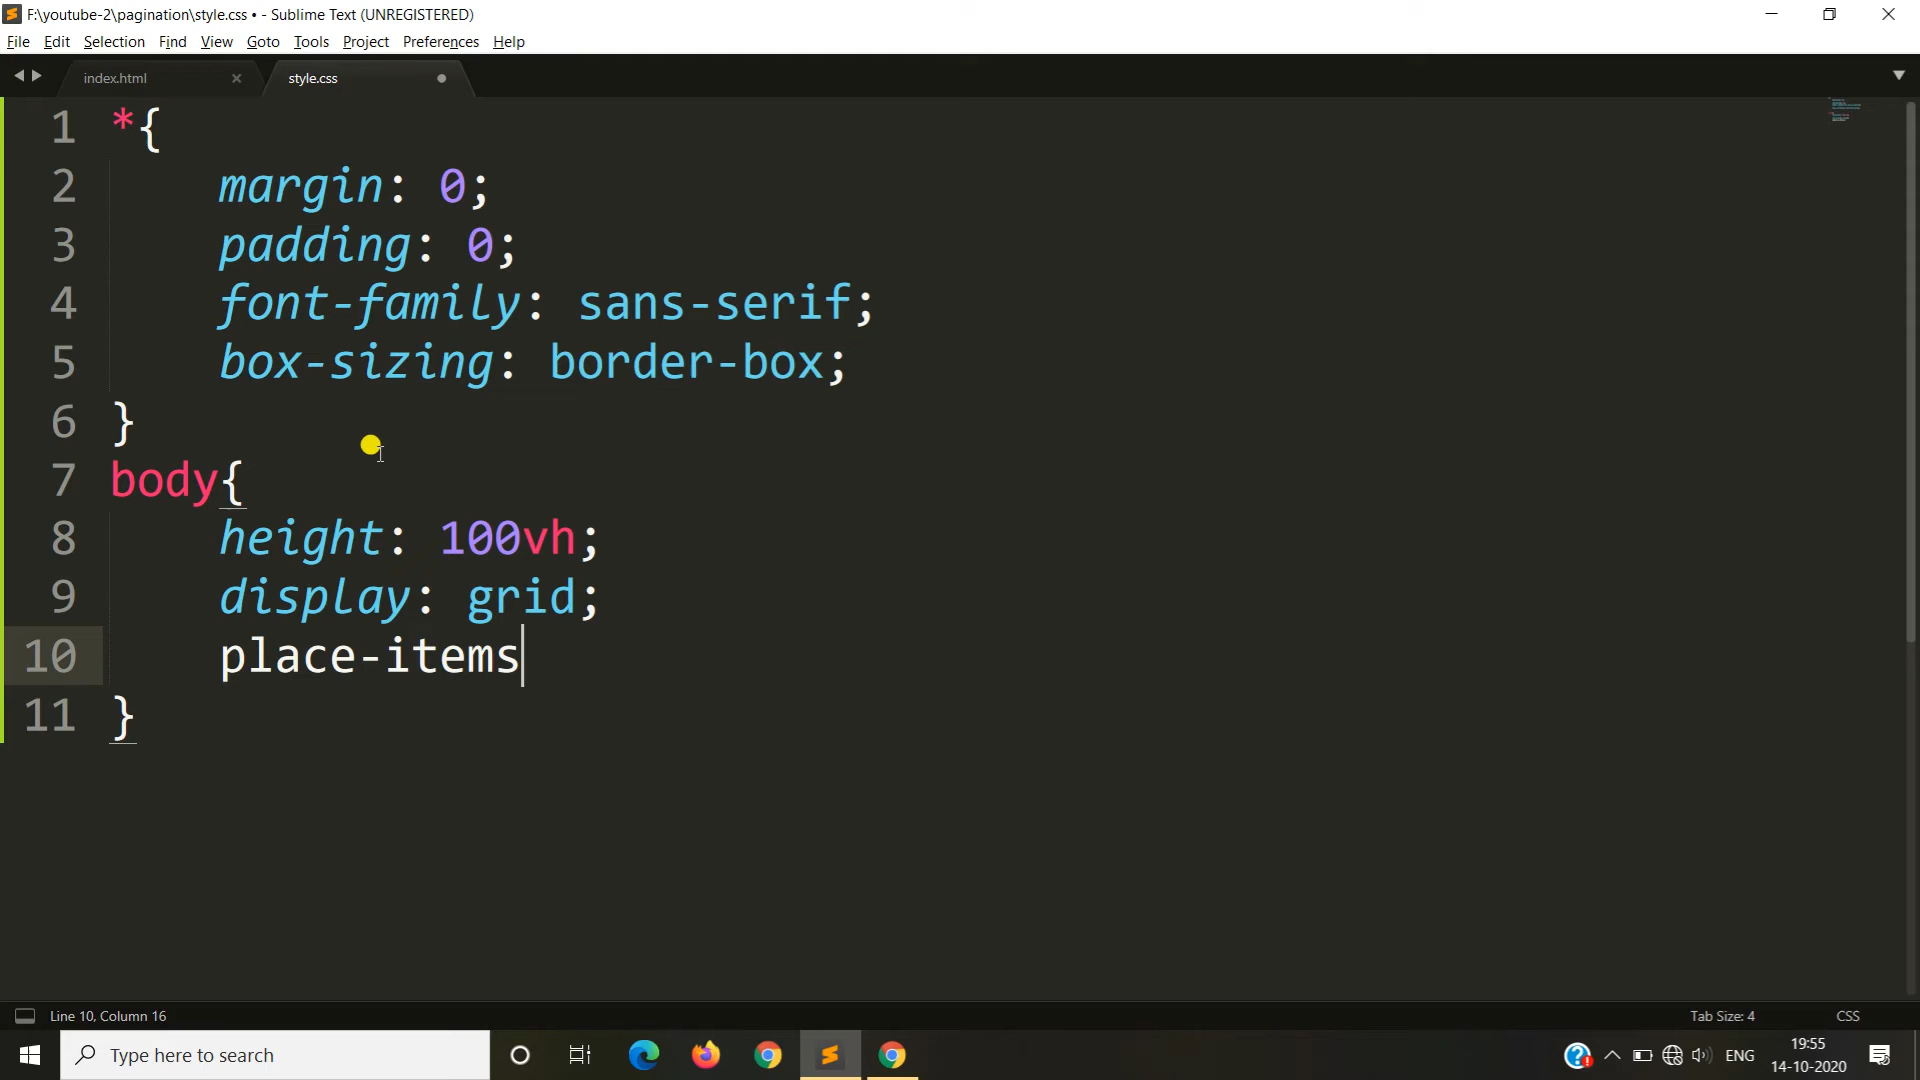 F:\youtube-2\pagination\style.css • - Sublime Text (UNREGISTERED)
File Edit Selection Find View Goto Tools Project Preferences Help
index.html × style.css
1 *{
2 margin: 0;
3 padding: 0;
4 font-family: sans-serif;
5 box-sizing: border-box;
6 }
7 body{
8 height: 100vh;
9 display: grid;
10 place-items
11 }
Line 10, Column 16 Tab Size: 4 CSS
Type here to search ENG 19:55
14-10-2020